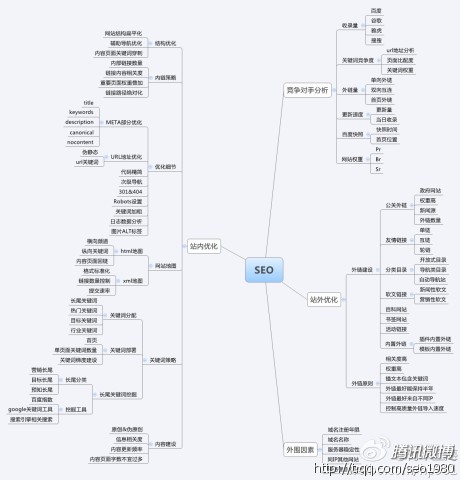 SEO
竞争对手分析
收录量
百度
谷歌
搜搜
关键词竞争度
url地址分析
页面匹配度
关键词权重
外链量
单向外链
双向互连
首页外链
更新速度
更新量
当日收录
百度快照
快照时间
首页位置
网站权重
Pr
Br
Sr
站外优化
外链建设
公关外链
政府网站
权重高
新闻源
外链数量
友情链接
单链
互链
轮链
分类目录
开放式目录
导航类目录
自动导航站
软文链接
新闻性软文
营销性软文
百科网站
书签网站
活动链接
内置外链
插件内置外链
模板内置外链
外链原则
相关度高
权重高
锚文本包含关键词
外链最好能保持半年
外链最好来自不同IP
控制高质量外链导入速度
外围因素
域名注册年限
域名名称
服务器稳定性
同IP其他网站
站内优化
结构优化
网站结构扁平化
辅助导航优化
内容页面关键词穿刺
内链策略
内部链接数量
链接内容相关度
重要页面权重叠加
链接路径绝对化
优化细节
META部分优化
title
keywords
description
canonical
nocontent
URL地址优化
伪静态
url关键词
代码精简
次级导航
301&404
Robots设置
关键词加粗
日志数据分析
图片ALT标签
网站地图
html地图
横向频道
纵向关键词
内容页面回链
xml地图
格式标准化
链接数量控制
提交速率
关键词策略
关键词分配
长尾关键词
热门关键词
目标关键词
行业关键词
关键词部署
首页
单页面关键词数量
关键词梯度建设
长尾关键词挖掘
长尾分类
营销长尾
目标长尾
预知长尾
挖掘工具
百度指数
google关键词工具
搜索引擎相关搜索
内容建设
原创&伪原创
信息相关度
内容更新频率
内容页面字数不宜过多
腾讯微博
http://t.qq.com/seo1980